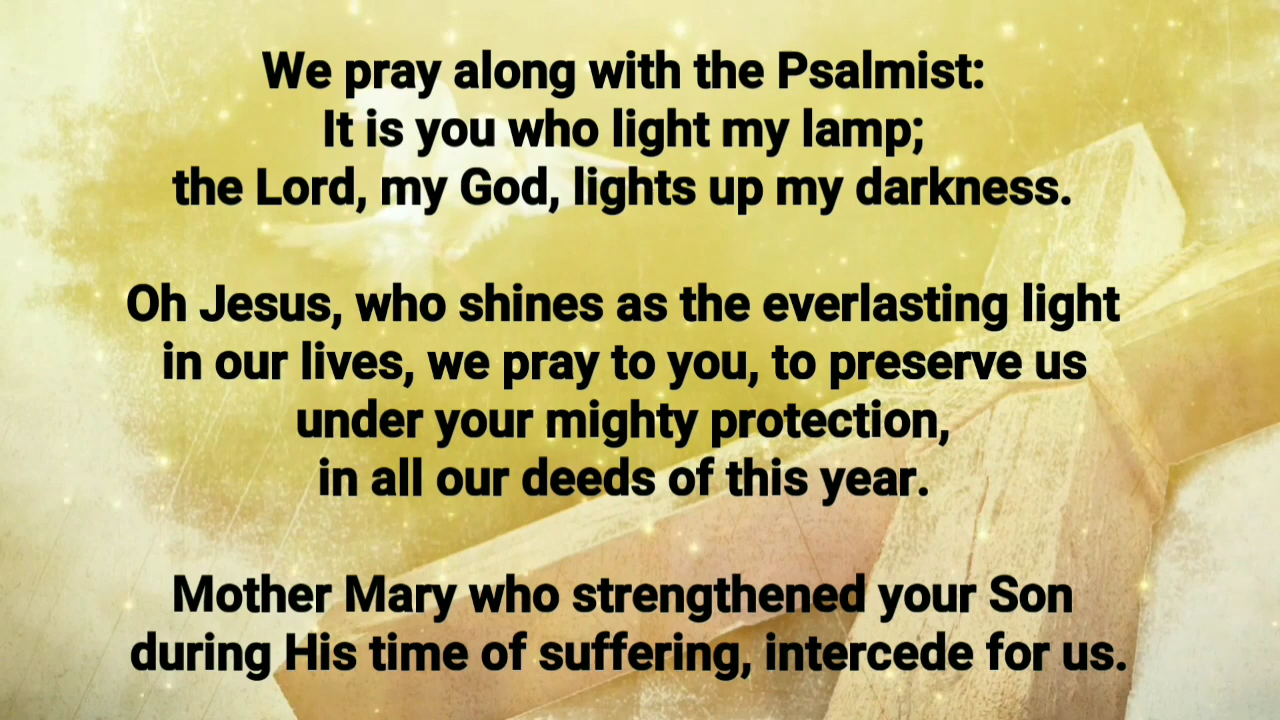 We pray along with the Psalmist:
It is you who light my lamp;
the Lord, my God, lights up my darkness.
Oh Jesus, who shines as the everlasting light
in our lives, we pray to you, to preserve us
under your mighty protection,
in all our deeds of this year.
Mother Mary who strengthened your Son
during His time of suffering, intercede for us.